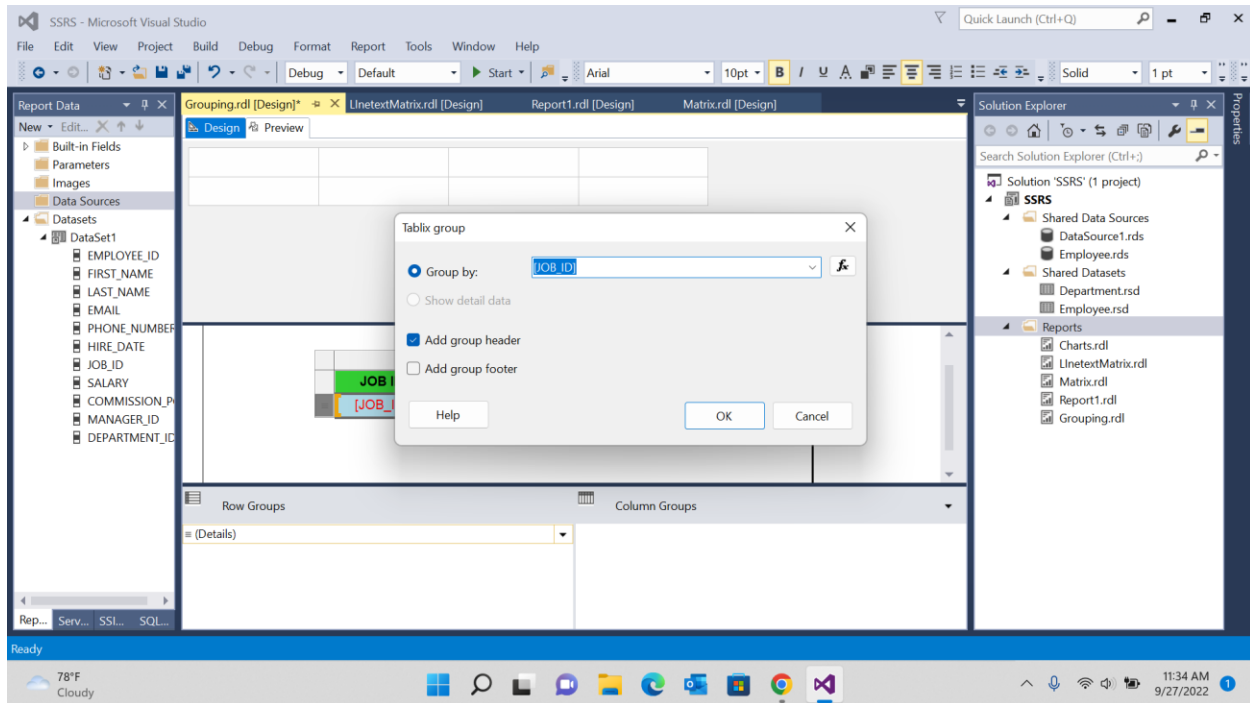 SSRS - Microsoft Visual Studio
Quick Launch (Ctrl+Q)
File Edit View Project Build Debug Format Report Tools Window Help
Debug Default Start Arial 10pt B I U A Solid 1 pt
Report Data
New Edit...
Built-in Fields
Parameters
Images
Data Sources
Datasets
DataSet1
EMPLOYEE_ID
FIRST_NAME
LAST_NAME
EMAIL
PHONE_NUMBER
HIRE_DATE
JOB_ID
SALARY
COMMISSION_P
MANAGER_ID
DEPARTMENT_ID
Rep... Serv... SSI... SQL...
Grouping.rdl [Design]* LInetextMatrix.rdl [Design] Report1.rdl [Design] Matrix.rdl [Design]
Design Preview
JOB I
[JOB_I
Tablix group
Group by: [JOB_ID] fx
Show detail data
Add group header
Add group footer
Help OK Cancel
Row Groups Column Groups
(Details)
Solution Explorer
Search Solution Explorer (Ctrl+;)
Solution 'SSRS' (1 project)
SSRS
Shared Data Sources
DataSource1.rds
Employee.rds
Shared Datasets
Department.rsd
Employee.rsd
Reports
Charts.rdl
LInetextMatrix.rdl
Matrix.rdl
Report1.rdl
Grouping.rdl
Properties
Ready
78°F
Cloudy
11:34 AM
9/27/2022
1